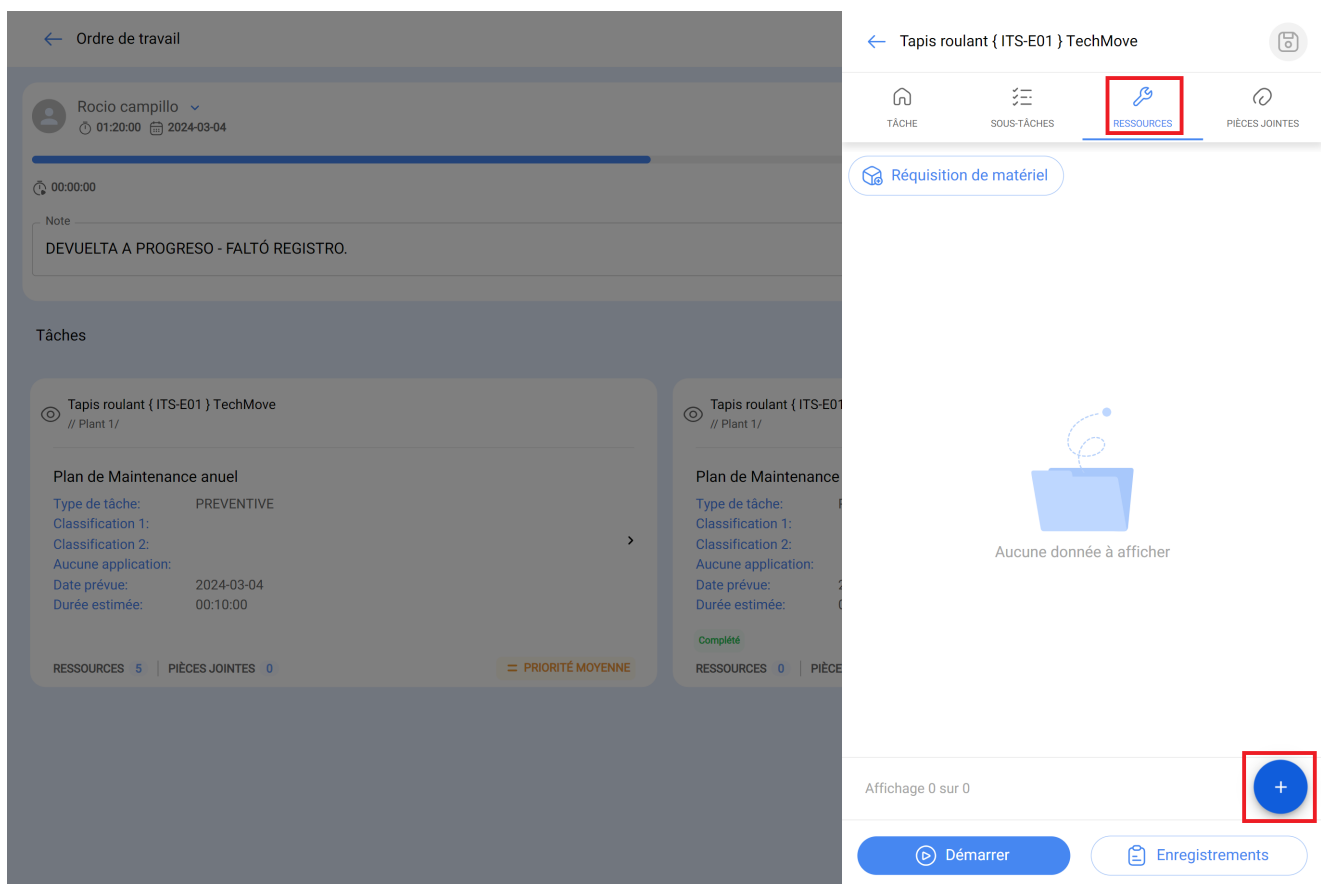 Ordre de travail
Rocio campillo
01:20:00 2024-03-04
00:00:00
Note
DEVUELTA A PROGRESO - FALTÓ REGISTRO.
Tâches
Tapis roulant { ITS-E01 } TechMove
// Plant 1/
Plan de Maintenance anuel
Type de tâche: PREVENTIVE
Classification 1:
Classification 2:
Aucune application:
Date prévue: 2024-03-04
Durée estimée: 00:10:00
RESSOURCES 5 PIÈCES JOINTES 0 = PRIORITÉ MOYENNE
Tapis roulant { ITS-E01
// Plant 1/
Plan de Maintenance
Type de tâche:
Classification 1:
Classification 2:
Aucune application:
Date prévue:
Durée estimée:
Complété
RESSOURCES 0 PIÈCE
Tapis roulant { ITS-E01 } TechMove
TÂCHE SOUS-TÂCHES RESSOURCES PIÈCES JOINTES
Réquisition de matériel
Aucune donnée à afficher
Affichage 0 sur 0
+
Démarrer Enregistrements